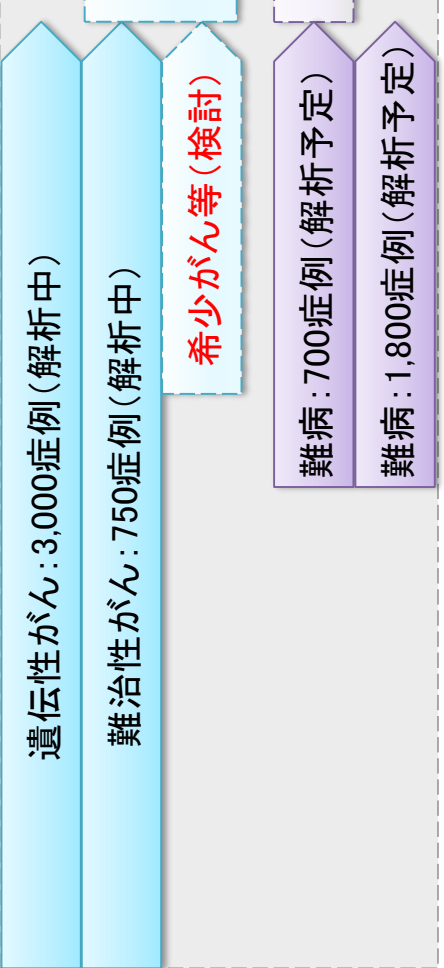 遺伝性がん：3,000症例（解析中）
難治性がん：750症例（解析中）
希少がん等（検討）
難病：700症例（解析予定）
難病：1,800症例（解析予定）